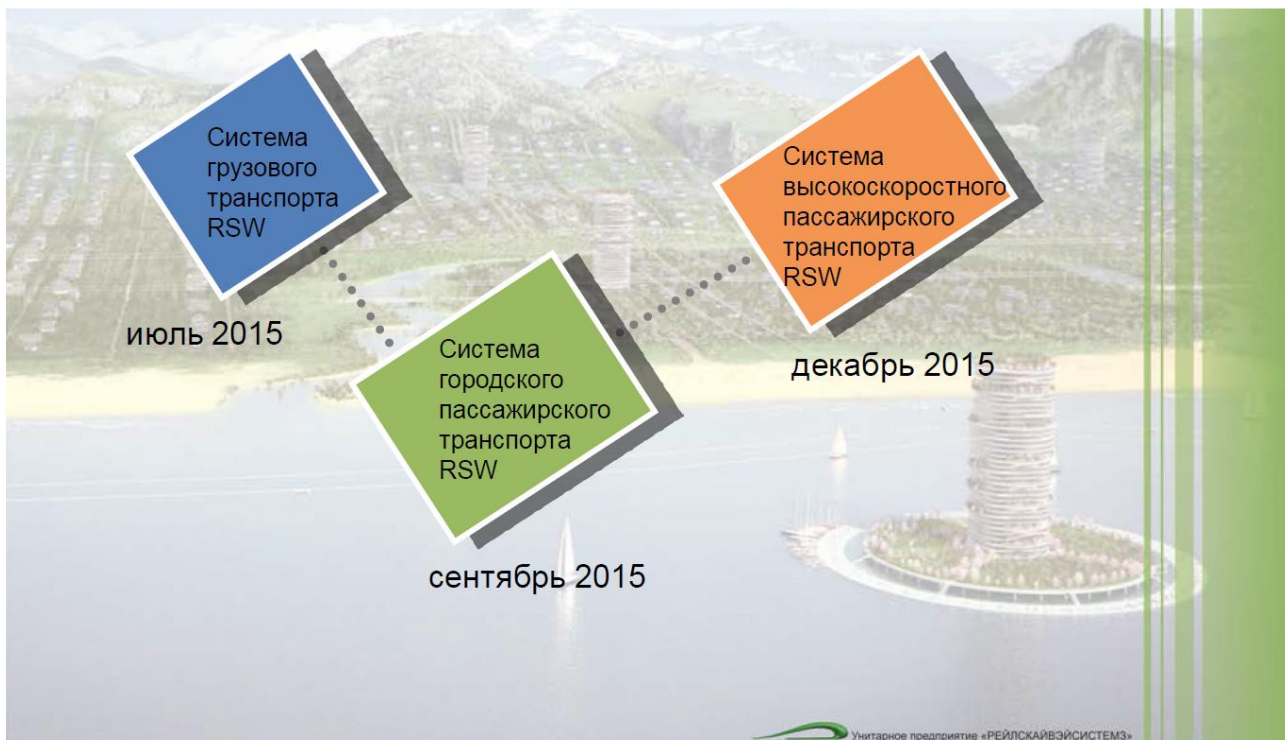 Система
грузового
транспорта
RSW
июль 2015
Система
городского
пассажирского
транспорта
RSW
сентябрь 2015
Система
высокоскоростного
пассажирского
транспорта
RSW
декабрь 2015
Унитарное предприятие «РЕЙЛСКАЙВЭЙСИСТЕМЗ»